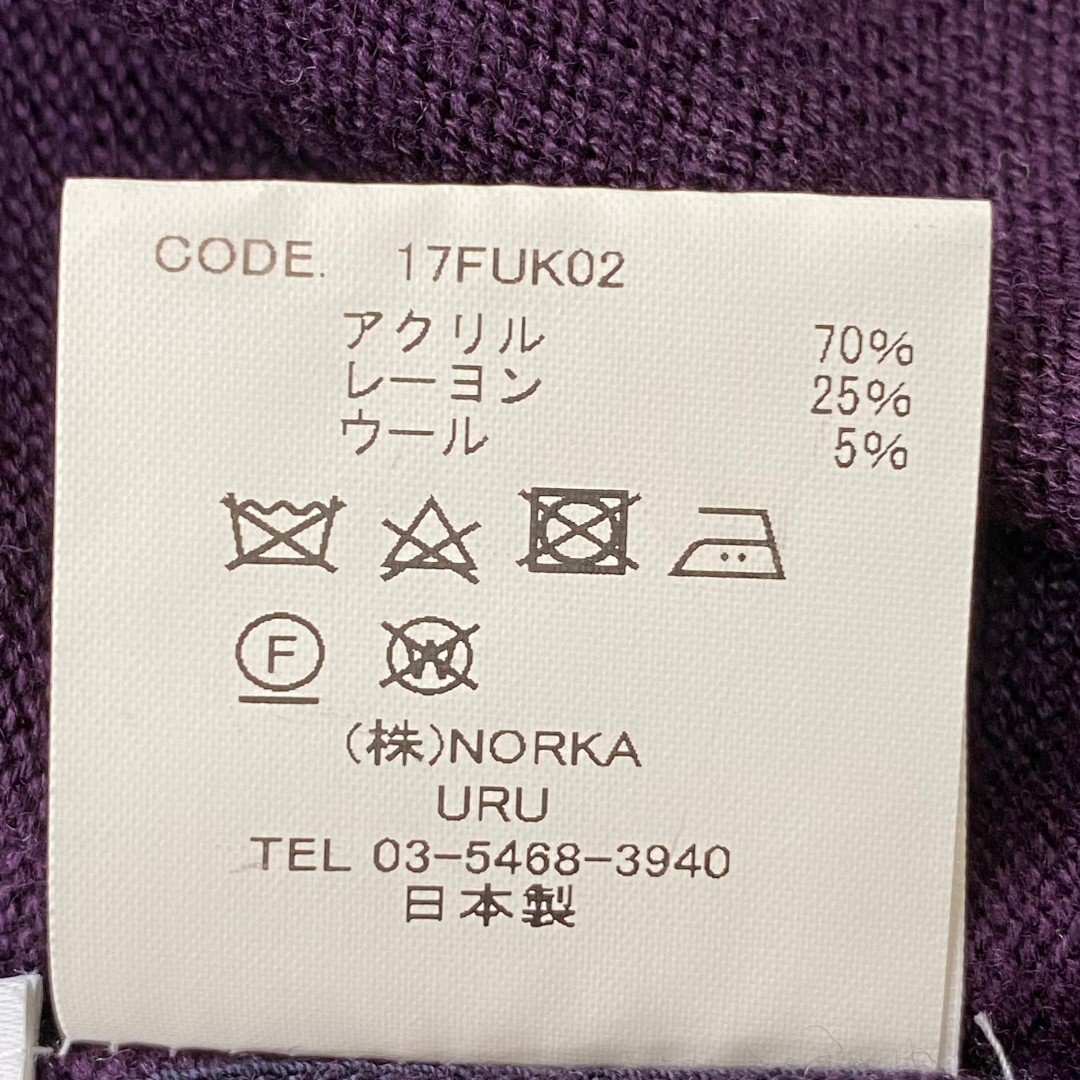 CODE. 17FUK02
アクリル 70%
レーヨン 25%
ウール 5%
F
W
(株)NORKA
URU
TEL 03-5468-3940
日本製